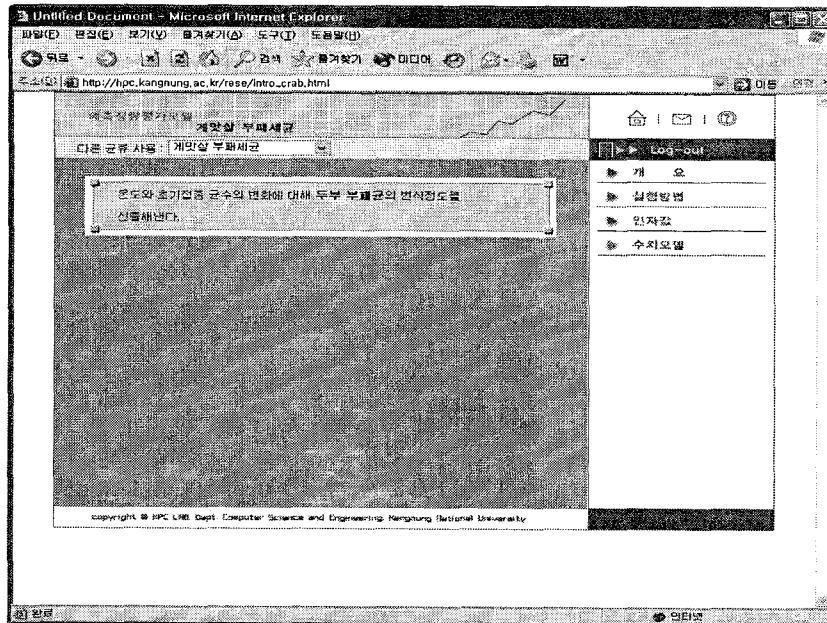 Untitled Document - Microsoft Internet Explorer
파일(F) 편집(E) 보기(V) 즐겨찾기(A) 도구(T) 도움말(H)
뒤로 검색 즐겨찾기 미디어
주소(D) http://hpc.kangnung.ac.kr/rese/intro_crab.html 이동
게맛살 부패세균
다른 균류 사용 : 게맛살 부패세균
Log-out
온도와 초기접종 균수의 변화에 대해 두부 부패균의 번식정도를
산출해낸다.
개 요
실험방법
인자값
수치모델
copyright @ HPC LAB. Dept. Computer Science and Engineering. Kangnung National University
완료 인터넷